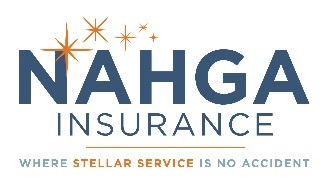 NAHGA
INSURANCE
WHERE STELLAR SERVICE IS NO ACCIDENT